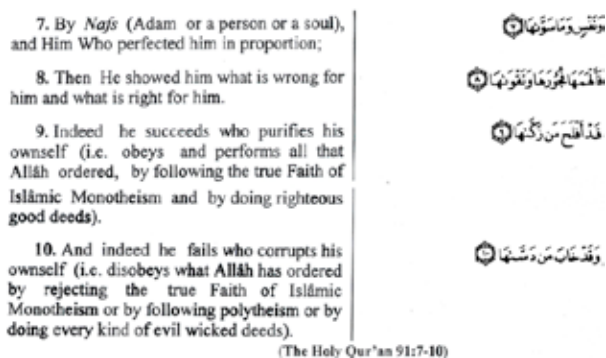 7. By Nafs (Adam or a person or a soul),
and Him Who perfected him in proportion;
وَنَفْسٍ وَمَا سَوَّىٰهَا ٧
8. Then He showed him what is wrong for
him and what is right for him.
فَأَلْهَمَهَا فُجُورَهَا وَتَقْوَىٰهَا ٨
9. Indeed he succeeds who purifies his
ownself (i.e. obeys and performs all that
Allâh ordered, by following the true Faith of
Islâmic Monotheism and by doing righteous
good deeds).
قَدْ أَفْلَحَ مَن زَكَّىٰهَا ٩
10. And indeed he fails who corrupts his
ownself (i.e. disobeys what Allâh has ordered
by rejecting the true Faith of Islâmic
Monotheism or by following polytheism or by
doing every kind of evil wicked deeds).
وَقَدْ خَابَ مَن دَسَّىٰهَا ١٠
(The Holy Qur'an 91:7-10)